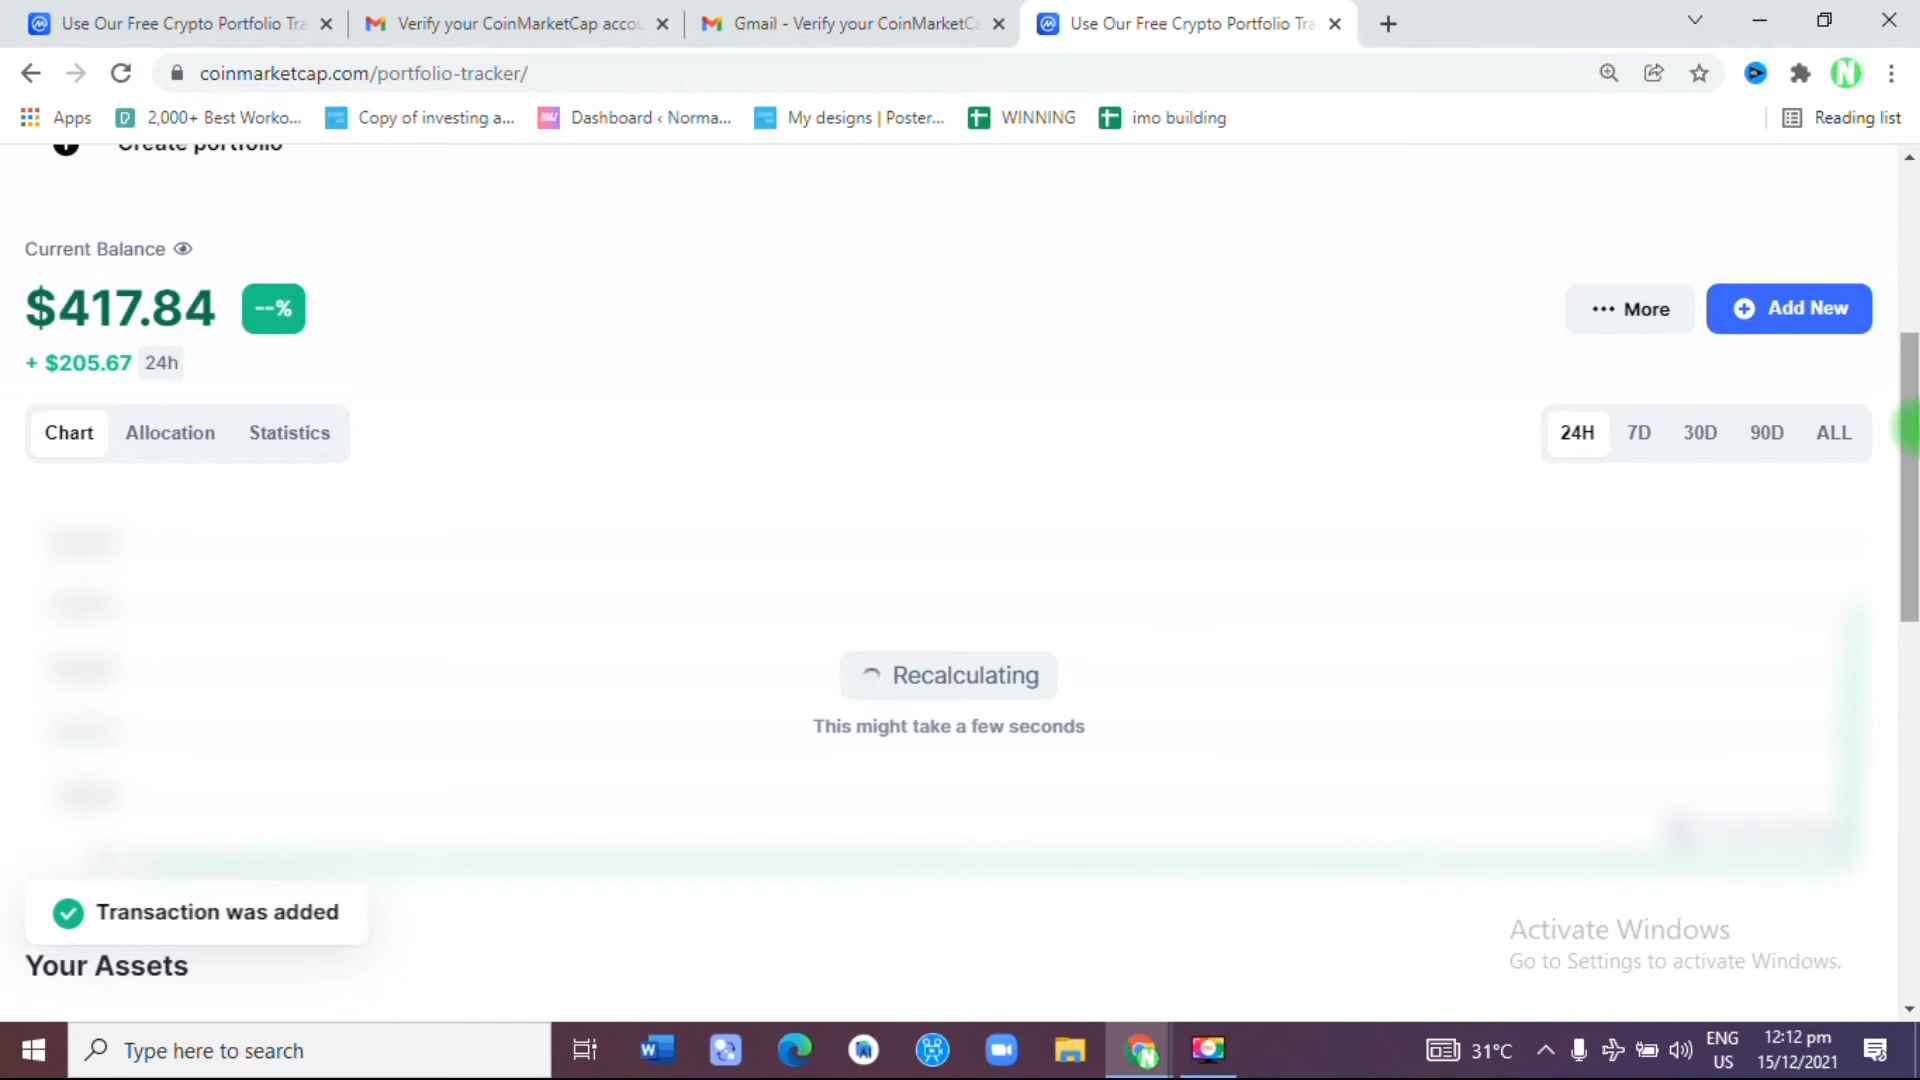 Use Our Free Crypto Portfolio Tra
Verify your CoinMarketCap accou
Gmail - Verify your CoinMarketCa
Use Our Free Crypto Portfolio Tra
coinmarketcap.com/portfolio-tracker/
Apps
2,000+ Best Worko...
Copy of investing a...
Dashboard ‹ Norma...
My designs | Poster...
WINNING
imo building
Reading list
Create portfolio
Current Balance
$417.84
--%
More
Add New
+ $205.67 24h
Chart
Allocation
Statistics
24H
7D
30D
90D
ALL
Recalculating
This might take a few seconds
Transaction was added
Your Assets
Activate Windows
Go to Settings to activate Windows.
Type here to search
31°C
ENG
US
12:12 pm
15/12/2021